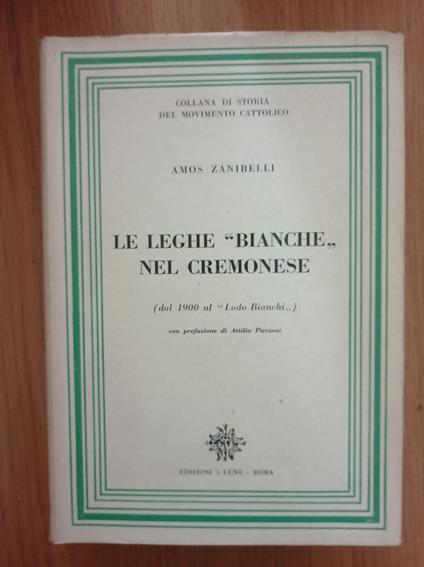 COLLANA DI STORIA
DEL MOVIMENTO CATTOLICO
AMOS ZANIBELLI
LE LEGHE “BIANCHE„
NEL CREMONESE
(dal 1900 al “Lodo Bianchi„)
con prefazione di Attilio Piccioni
EDIZIONI 5 LUNE - ROMA